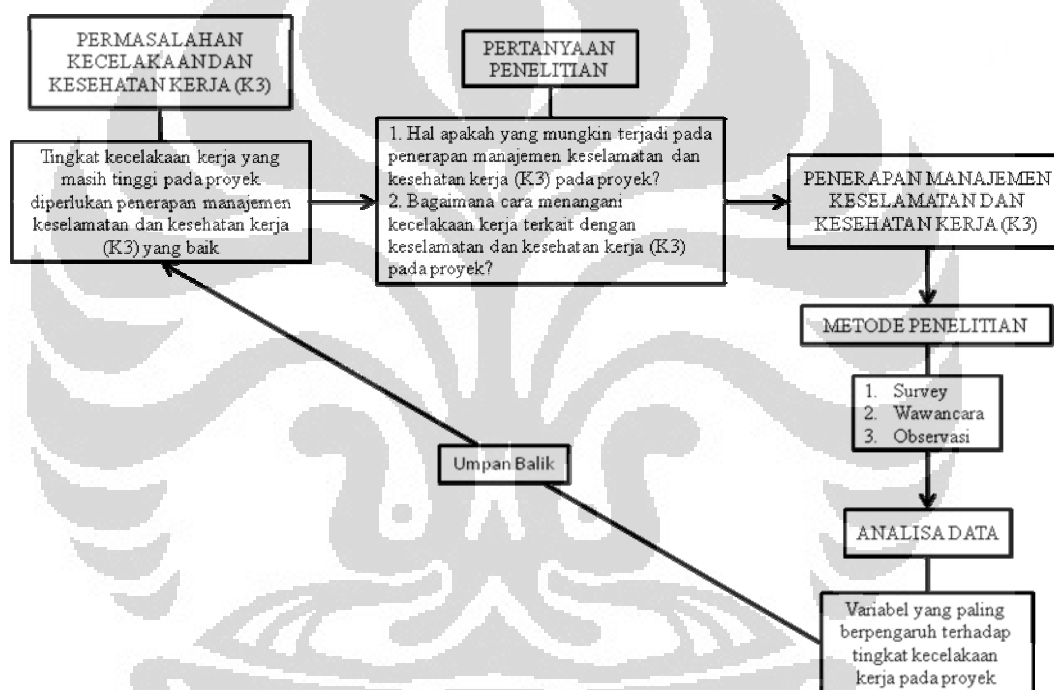 PERMASALAHAN
KECELAKAANDAN
KESEHATAN KERJA (K3)
Tingkat kecelakaan kerja yang
masih tinggi pada proyek
diperlukan penerapan manajemen
keselamatan dan kesehatan kerja
(K3) yang baik
PERTANYAAN
PENELITIAN
1. Hal apakah yang mungkin terjadi pada
penerapan manajemen keselamatan dan
kesehatan kerja (K3) pada proyek?
2. Bagaimana cara menangani
kecelakaan kerja terkait dengan
keselamatan dan kesehatan kerja (K3)
pada proyek?
PENERAPAN MANAJEMEN
KESELAMATAN DAN
KESEHATAN KERJA (K3)
METODE PENELITIAN
1. Survey
2. Wawancara
3. Observasi
ANALISA DATA
Variabel yang paling
berpengaruh terhadap
tingkat kecelakaan
kerja pada proyek
Umpan Balik